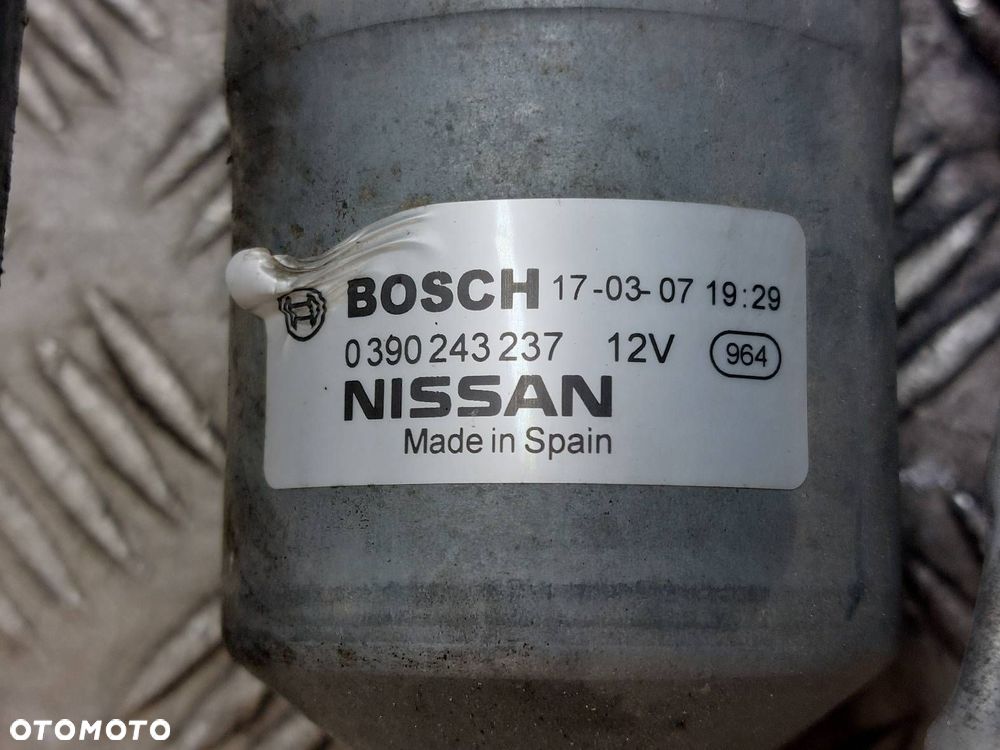 BOSCH 17-03-07 19:29
0 390 243 237 12V 964
NISSAN
Made in Spain
OTOMOTO